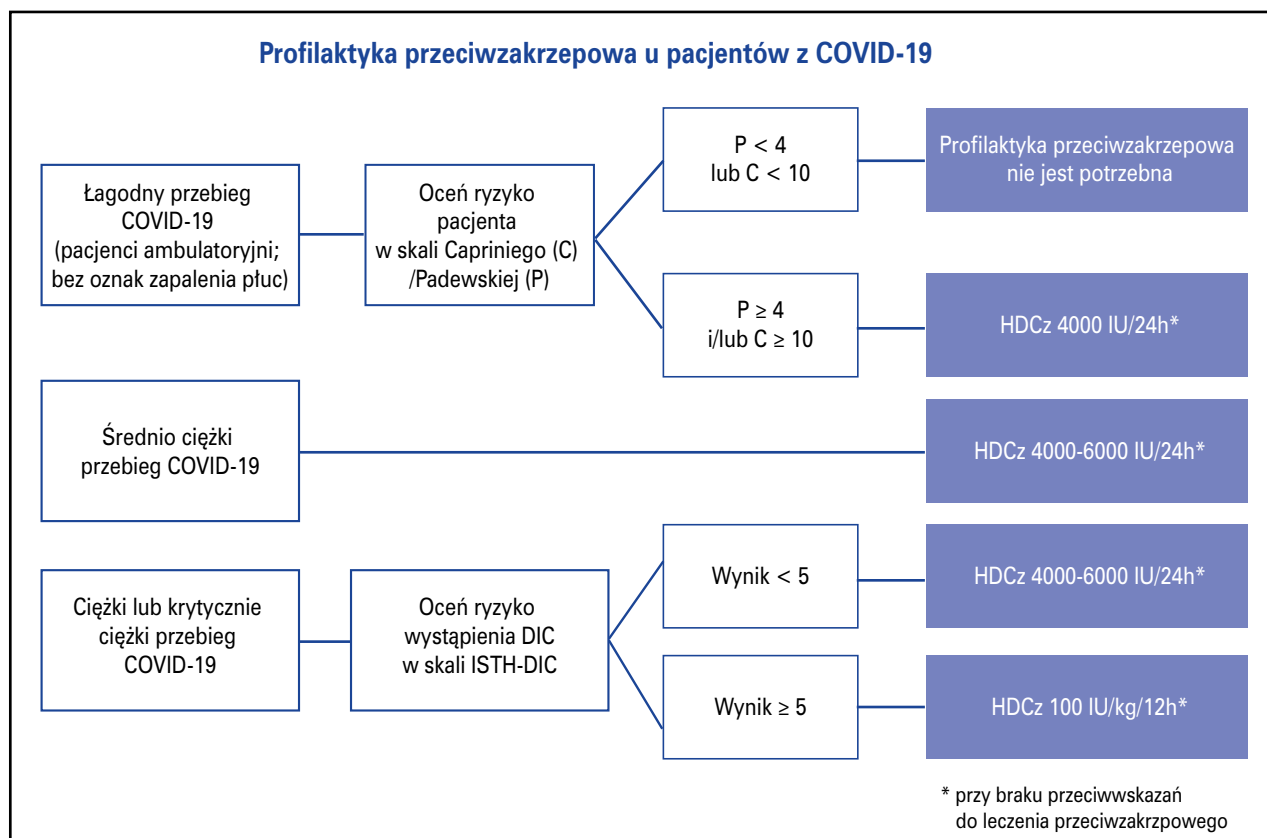 Profilaktyka przeciwzakrzepowa u pacjentów z COVID-19
Łagodny przebieg
COVID-19
(pacjenci ambulatoryjni;
bez oznak zapalenia płuc)
Oceń ryzyko
pacjenta
w skali Capriniego (C)
/Padewskiej (P)
P < 4
lub C < 10
Profilaktyka przeciwzakrzepowa
nie jest potrzebna
P ≥ 4
i/lub C ≥ 10
HDCz 4000 IU/24h*
Średnio ciężki
przebieg COVID-19
HDCz 4000-6000 IU/24h*
Ciężki lub krytycznie
ciężki przebieg
COVID-19
Oceń ryzyko
wystąpienia DIC
w skali ISTH-DIC
Wynik < 5
HDCz 4000-6000 IU/24h*
Wynik ≥ 5
HDCz 100 IU/kg/12h*
* przy braku przeciwwskazań
do leczenia przeciwzakrzpowego